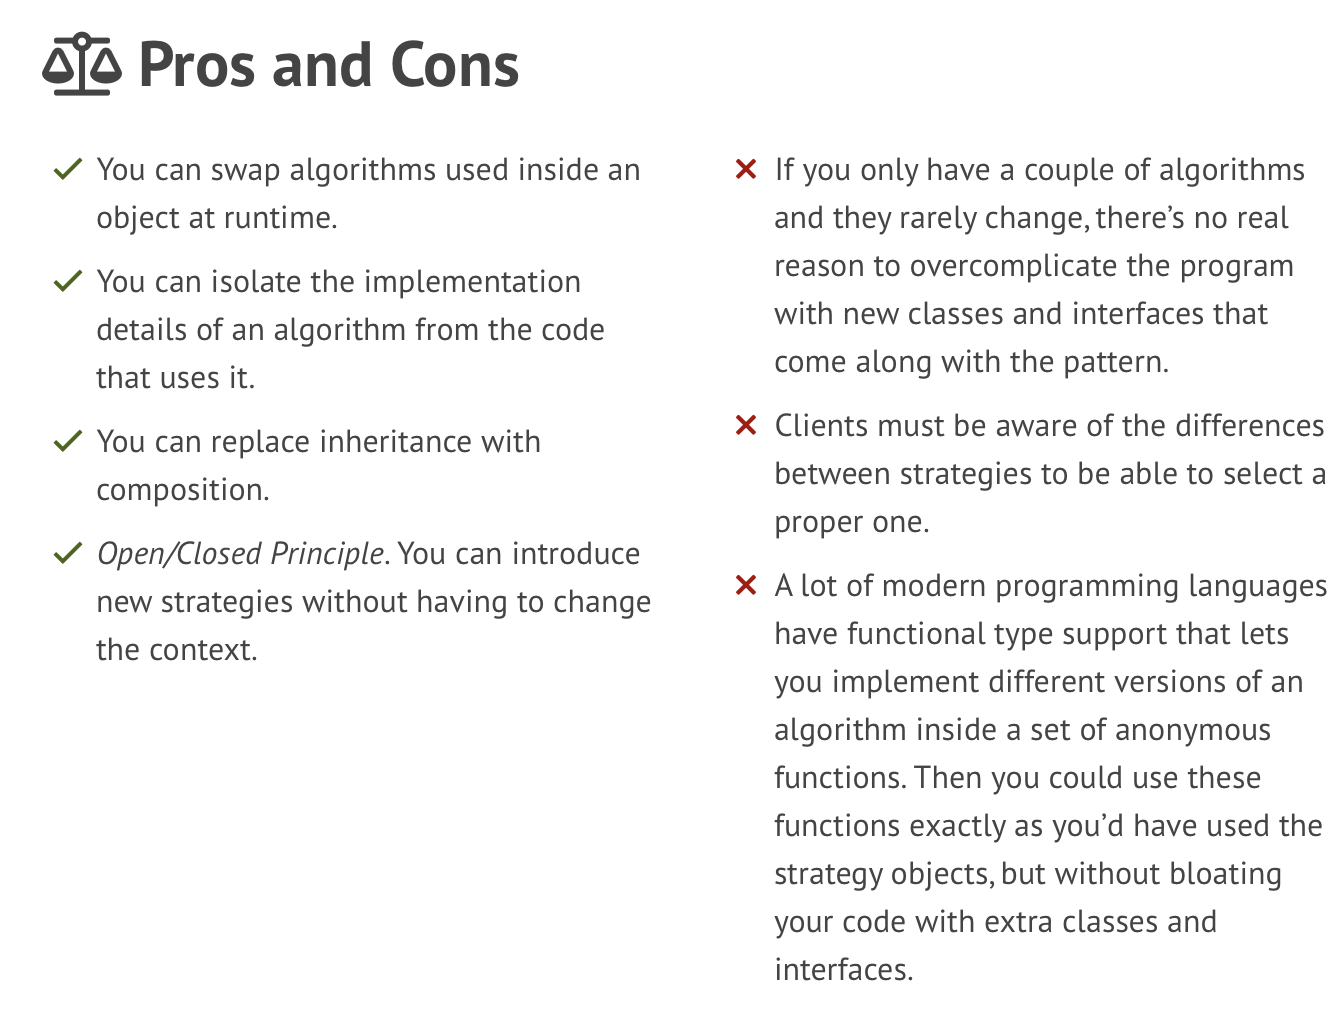 Pros and Cons
You can swap algorithms used inside an
object at runtime.
You can isolate the implementation
details of an algorithm from the code
that uses it.
You can replace inheritance with
composition.
Open/Closed Principle. You can introduce
new strategies without having to change
the context.
If you only have a couple of algorithms
and they rarely change, there’s no real
reason to overcomplicate the program
with new classes and interfaces that
come along with the pattern.
Clients must be aware of the differences
between strategies to be able to select a
proper one.
A lot of modern programming languages
have functional type support that lets
you implement different versions of an
algorithm inside a set of anonymous
functions. Then you could use these
functions exactly as you’d have used the
strategy objects, but without bloating
your code with extra classes and
interfaces.